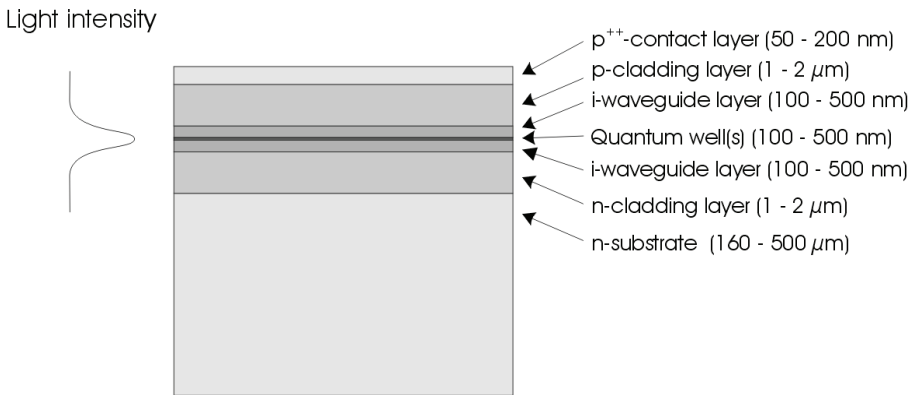 Light intensity
p++-contact layer (50 - 200 nm)
p-cladding layer (1 - 2 μm)
i-waveguide layer (100 - 500 nm)
Quantum well(s) (100 - 500 nm)
i-waveguide layer (100 - 500 nm)
n-cladding layer (1 - 2 μm)
n-substrate (160 - 500 μm)